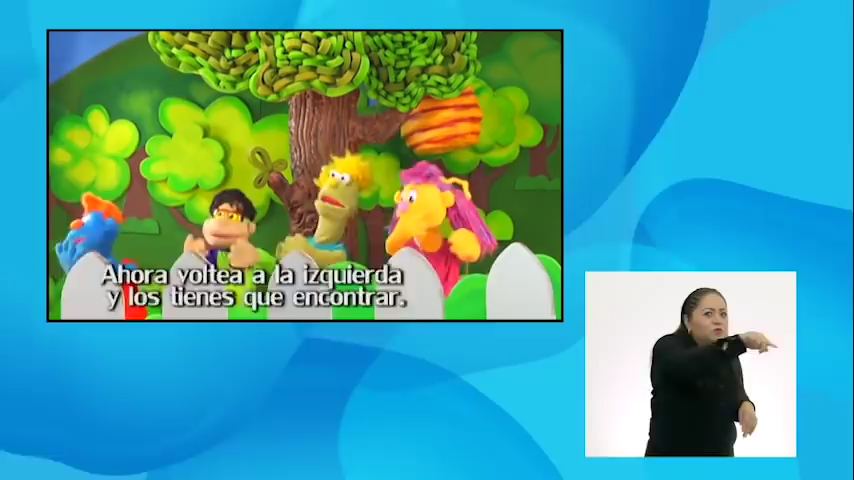 Ahora voltea a la izquierda
y los tienes que encontrar.